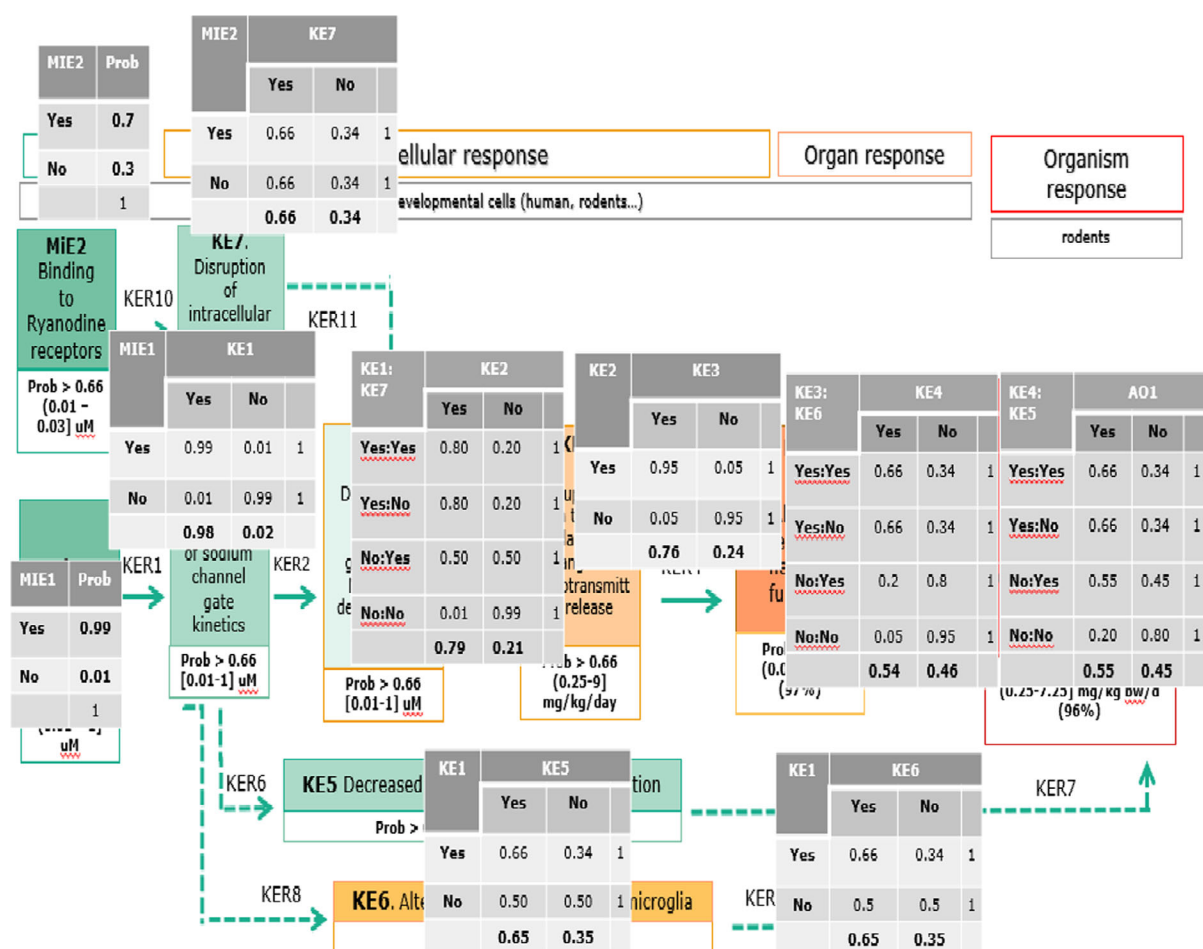 MIE2 Prob
Yes 0.7
No 0.3
1
MIE2 KE7
Yes No
Yes 0.66 0.34 1
No 0.66 0.34 1
0.66 0.34
ellular response
Organ response
Organism
response
evelopmental cells (human, rodents...)
rodents
MiE2
Binding
to
Ryanodine
receptors
Prob > 0.66
(0.01 –
0.03] uM
KER10
KE7.
Disruption
of
intracellular
KER11
MIE1 KE1
Yes No
Yes 0.99 0.01 1
No 0.01 0.99 1
0.98 0.02
KE1:
KE7
KE2
Yes No
Yes:Yes 0.80 0.20 1
Yes:No 0.80 0.20 1
No:Yes 0.50 0.50 1
No:No 0.01 0.99 1
0.79 0.21
KE2 KE3
Yes No
Yes 0.95 0.05 1
No 0.05 0.95 1
0.76 0.24
KE3:
KE6
KE4
Yes No
Yes:Yes 0.66 0.34 1
Yes:No 0.66 0.34 1
No:Yes 0.2 0.8 1
No:No 0.05 0.95 1
0.54 0.46
KE4:
KE5
AO1
Yes No
Yes:Yes 0.66 0.34 1
Yes:No 0.66 0.34 1
No:Yes 0.55 0.45 1
No:No 0.20 0.80 1
0.55 0.45
MIE1 Prob
Yes 0.99
No 0.01
1
uM
KER1
of sodium
channel
gate
kinetics
Prob > 0.66
[0.01-1] uM
KER2
Prob > 0.66
[0.01-1] uM
otransmitt
release
Prob > 0.66
(0.25-9]
mg/kg/day
(97%)
(0.25-7.25] mg/kg bw/d
(96%)
KER6
KE5 Decreased
tion
Prob >
KE1 KE5
Yes No
Yes 0.66 0.34 1
No 0.50 0.50 1
0.65 0.35
KE1 KE6
Yes No
Yes 0.66 0.34 1
No 0.5 0.5 1
0.65 0.35
KER7
KER8
KE6. Alte
microglia
KER